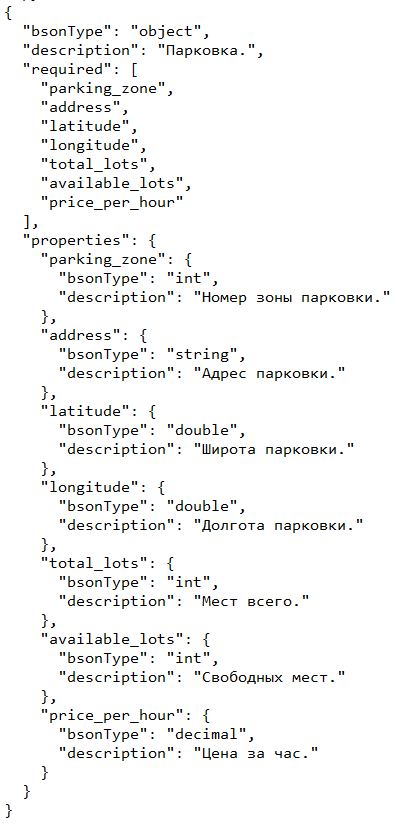 {
  "bsonType": "object",
  "description": "Парковка.",
  "required": [
    "parking_zone",
    "address",
    "latitude",
    "longitude",
    "total_lots",
    "available_lots",
    "price_per_hour"
  ],
  "properties": {
    "parking_zone": {
      "bsonType": "int",
      "description": "Номер зоны парковки."
    },
    "address": {
      "bsonType": "string",
      "description": "Адрес парковки."
    },
    "latitude": {
      "bsonType": "double",
      "description": "Широта парковки."
    },
    "longitude": {
      "bsonType": "double",
      "description": "Долгота парковки."
    },
    "total_lots": {
      "bsonType": "int",
      "description": "Мест всего."
    },
    "available_lots": {
      "bsonType": "int",
      "description": "Свободных мест."
    },
    "price_per_hour": {
      "bsonType": "decimal",
      "description": "Цена за час."
    }
  }
}